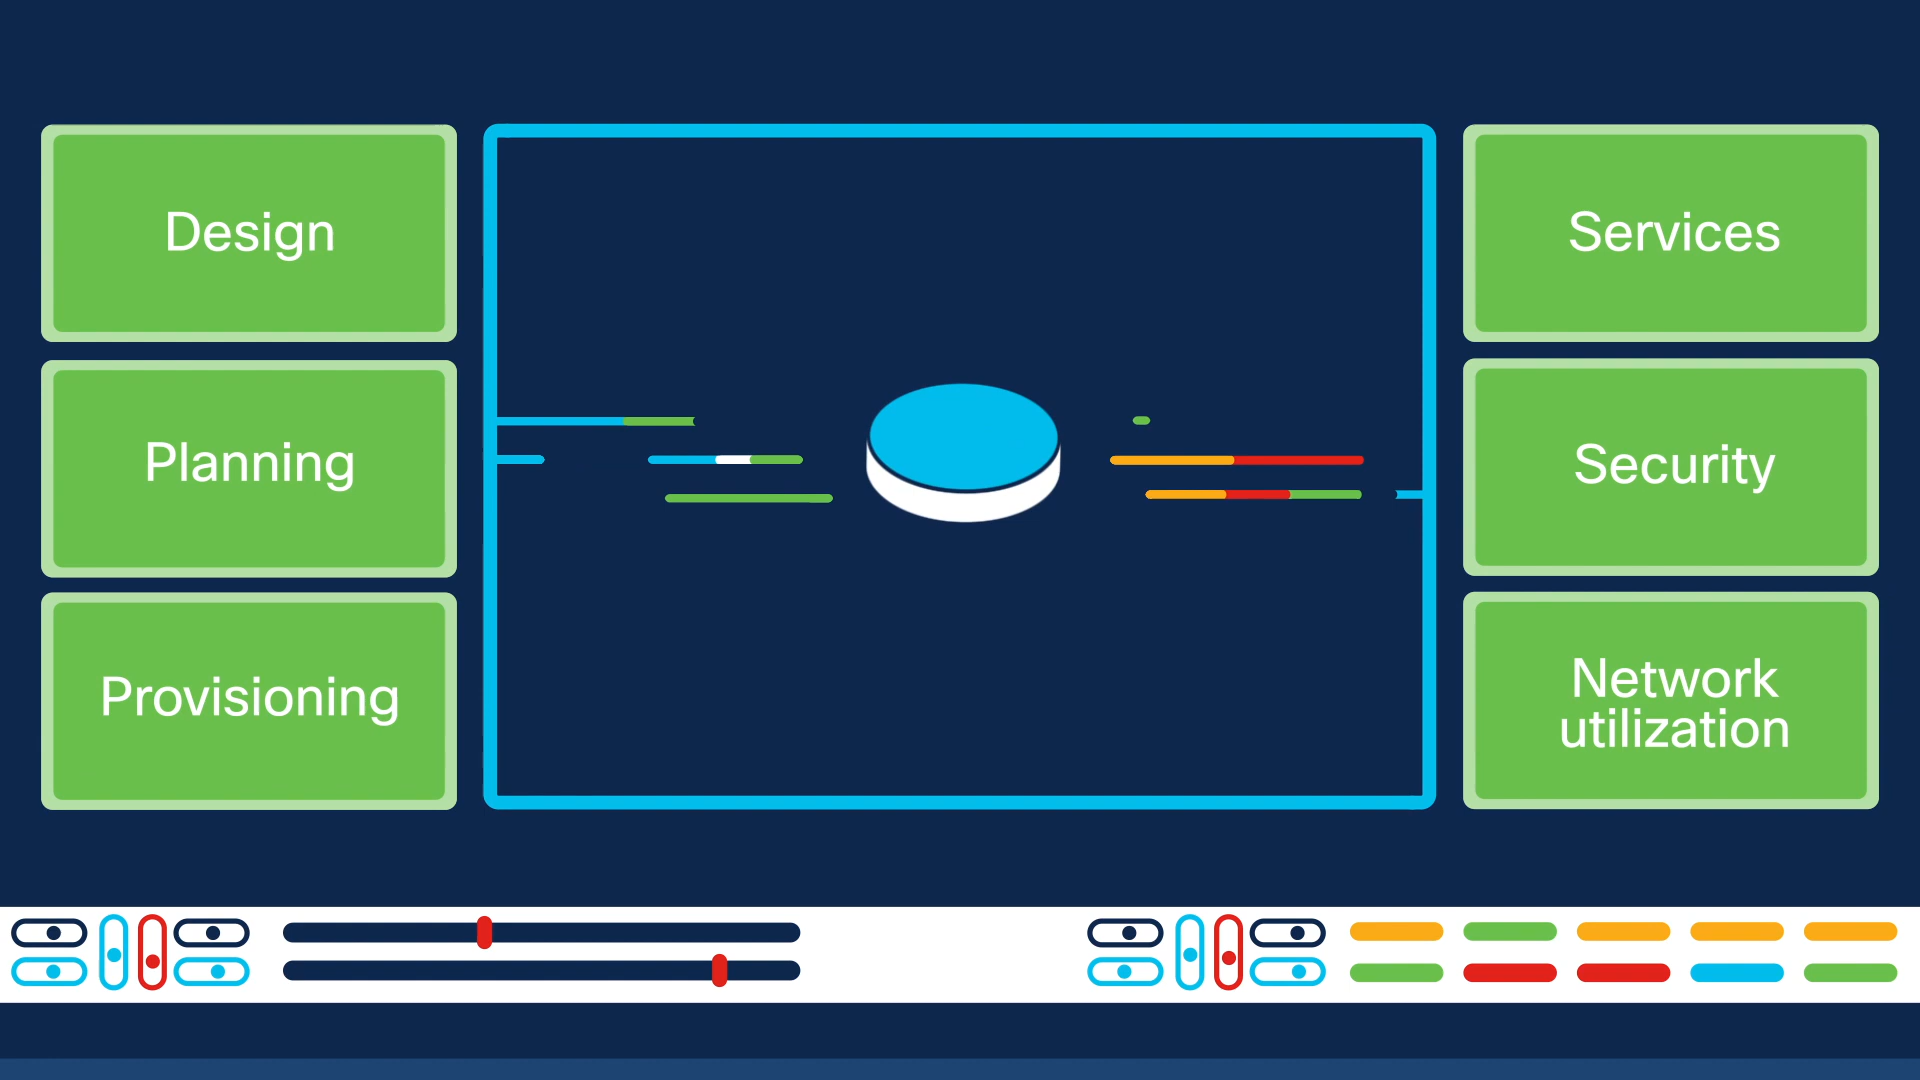 Design
Planning
Provisioning
Services
Security
Network
utilization